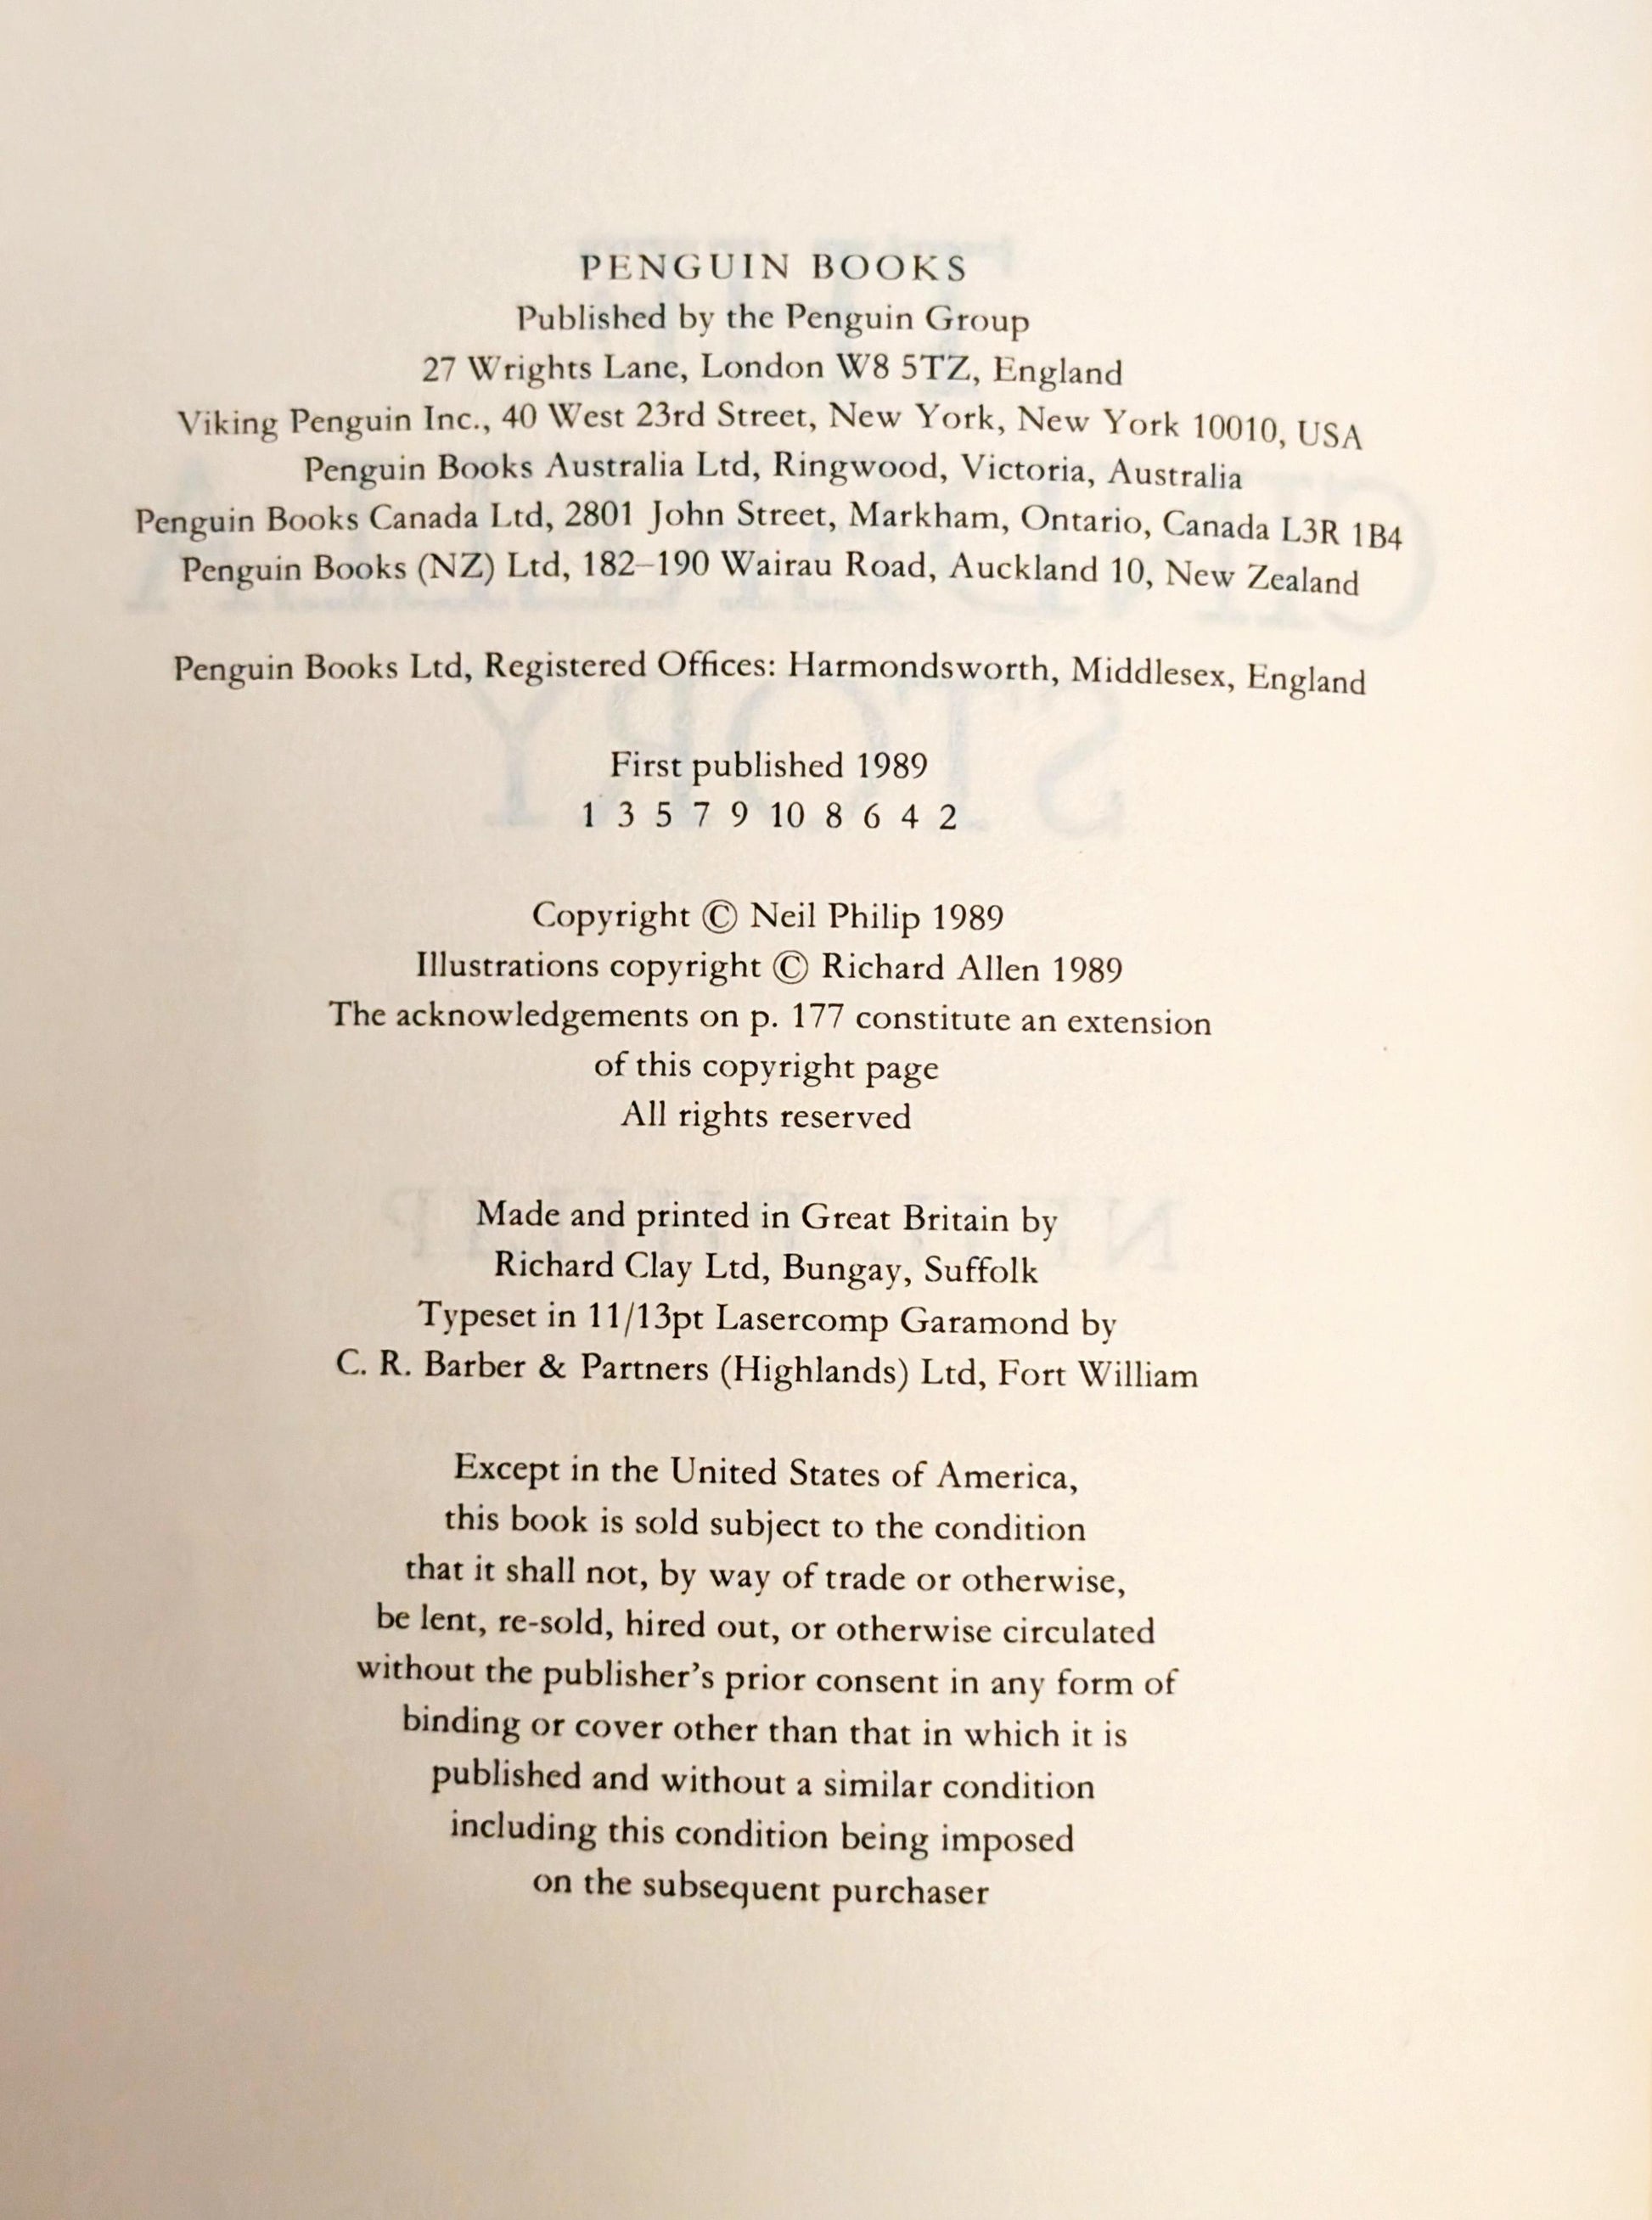 PENGUIN BOOKS
Published by the Penguin Group
27 Wrights Lane, London W8 5TZ, England
Viking Penguin Inc., 40 West 23rd Street, New York, New York 10010, USA
Penguin Books Australia Ltd, Ringwood, Victoria, Australia
Penguin Books Canada Ltd, 2801 John Street, Markham, Ontario, Canada L3R 1B4
Penguin Books (NZ) Ltd, 182–190 Wairau Road, Auckland 10, New Zealand
Penguin Books Ltd, Registered Offices: Harmondsworth, Middlesex, England
First published 1989
1 3 5 7 9 10 8 6 4 2
Copyright © Neil Philip 1989
Illustrations copyright © Richard Allen 1989
The acknowledgements on p. 177 constitute an extension
of this copyright page
All rights reserved
Made and printed in Great Britain by
Richard Clay Ltd, Bungay, Suffolk
Typeset in 11/13pt Lasercomp Garamond by
C. R. Barber & Partners (Highlands) Ltd, Fort William
Except in the United States of America,
this book is sold subject to the condition
that it shall not, by way of trade or otherwise,
be lent, re-sold, hired out, or otherwise circulated
without the publisher's prior consent in any form of
binding or cover other than that in which it is
published and without a similar condition
including this condition being imposed
on the subsequent purchaser